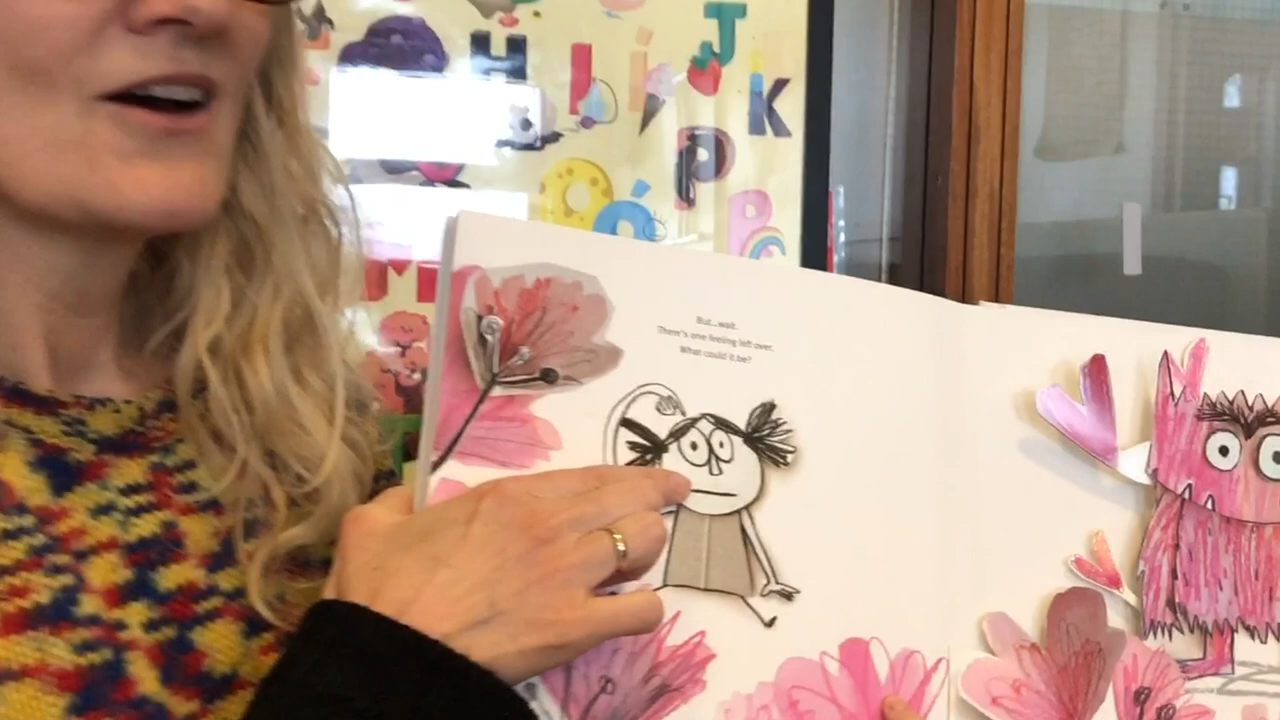 H I i J
K
P
O Ó
R
But...wait.
There's one feeling left over.
What could it be?